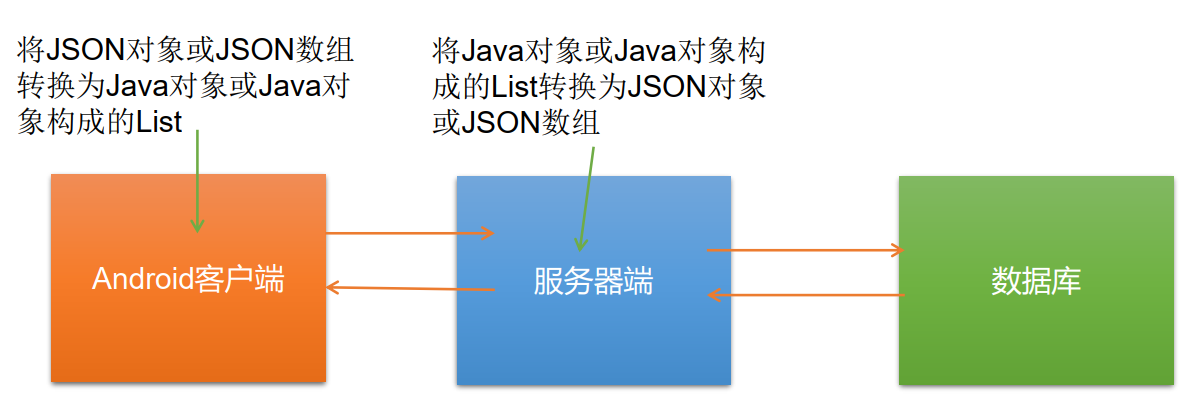 将JSON对象或JSON数组
转换为Java对象或Java对
象构成的List
将Java对象或Java对象构
成的List转换为JSON对象
或JSON数组
Android客户端
服务器端
数据库